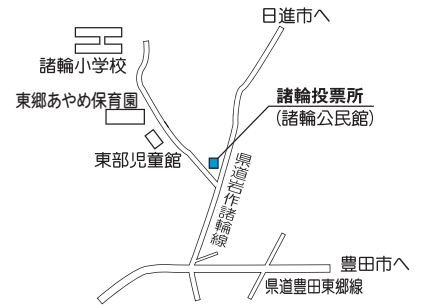 日進市へ
諸輪小学校
東郷あやめ保育園
諸輪投票所
(諸輪公民館)
東部児童館
県道岩作諸輪線
豊田市へ
県道豊田東郷線